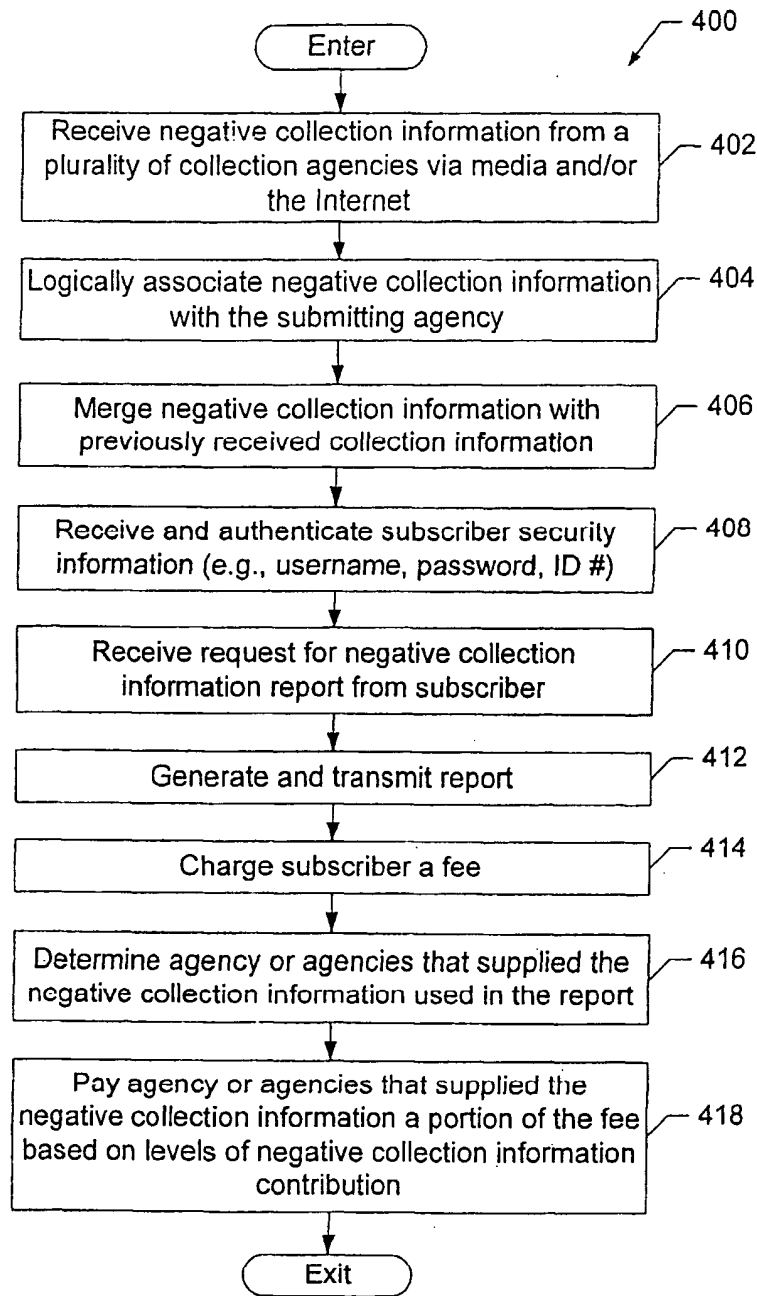 400
Enter
Receive negative collection information from a
plurality of collection agencies via media and/or
the Internet
402
Logically associate negative collection information
with the submitting agency
404
Merge negative collection information with
previously received collection information
406
Receive and authenticate subscriber security
information (e.g., username, password, ID #)
408
Receive request for negative collection
information report from subscriber
410
Generate and transmit report
412
Charge subscriber a fee
414
Determine agency or agencies that supplied the
negative collection information used in the report
416
Pay agency or agencies that supplied the
negative collection information a portion of the fee
based on levels of negative collection information
contribution
418
Exit